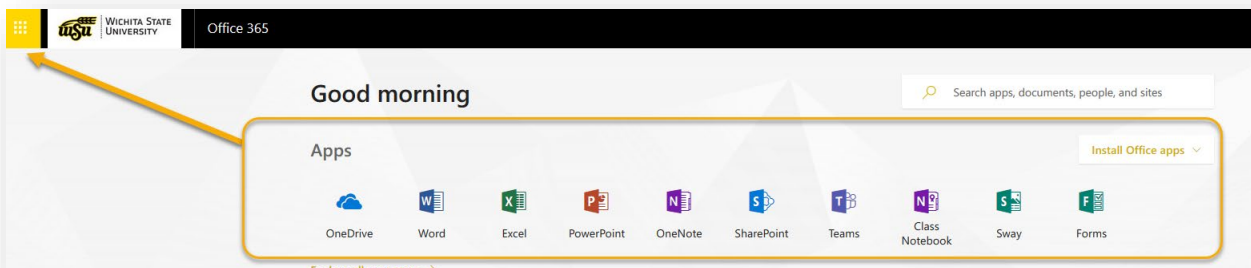 WSU WICHITA STATE UNIVERSITY Office 365
Good morning
Search apps, documents, people, and sites
Apps
Install Office apps
OneDrive Word Excel PowerPoint OneNote SharePoint Teams Class Notebook Sway Forms